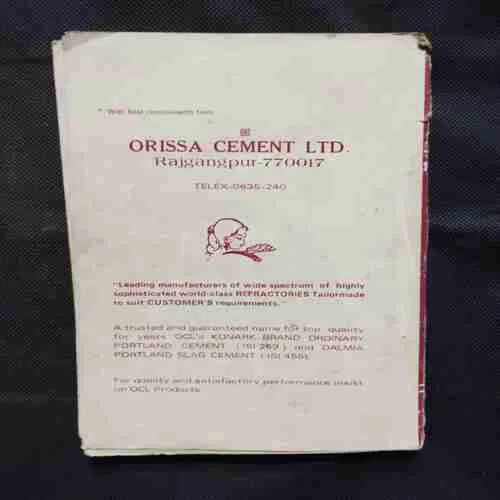 * With best compliments from
ORISSA CEMENT LTD.
Rajgangpur-770017
TELEX-0635-240
"Leading manufacturers of wide spectrum of highly
sophisticated world-class REFRACTORIES Tailormade
to suit CUSTOMER'S requirements."
A trusted and guaranteed name for top quality
for years OCL's KONARK BRAND ORDINARY
PORTLAND CEMENT (ISI 269) and DALMIA
PORTLAND SLAG CEMENT (ISI 455).
For quality and satisfactory performance insist
on OCL Products.